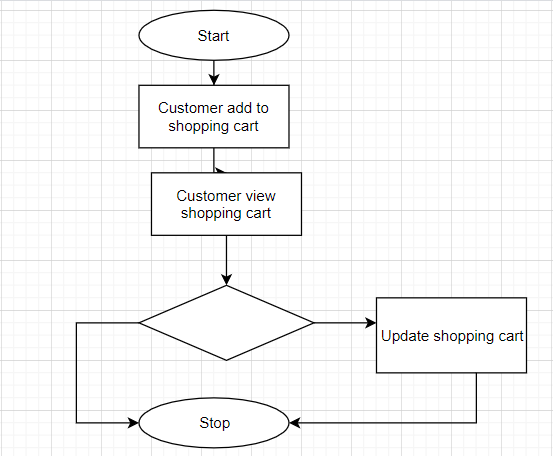 Start
Customer add to
shopping cart
Customer view
shopping cart
Update shopping cart
Stop